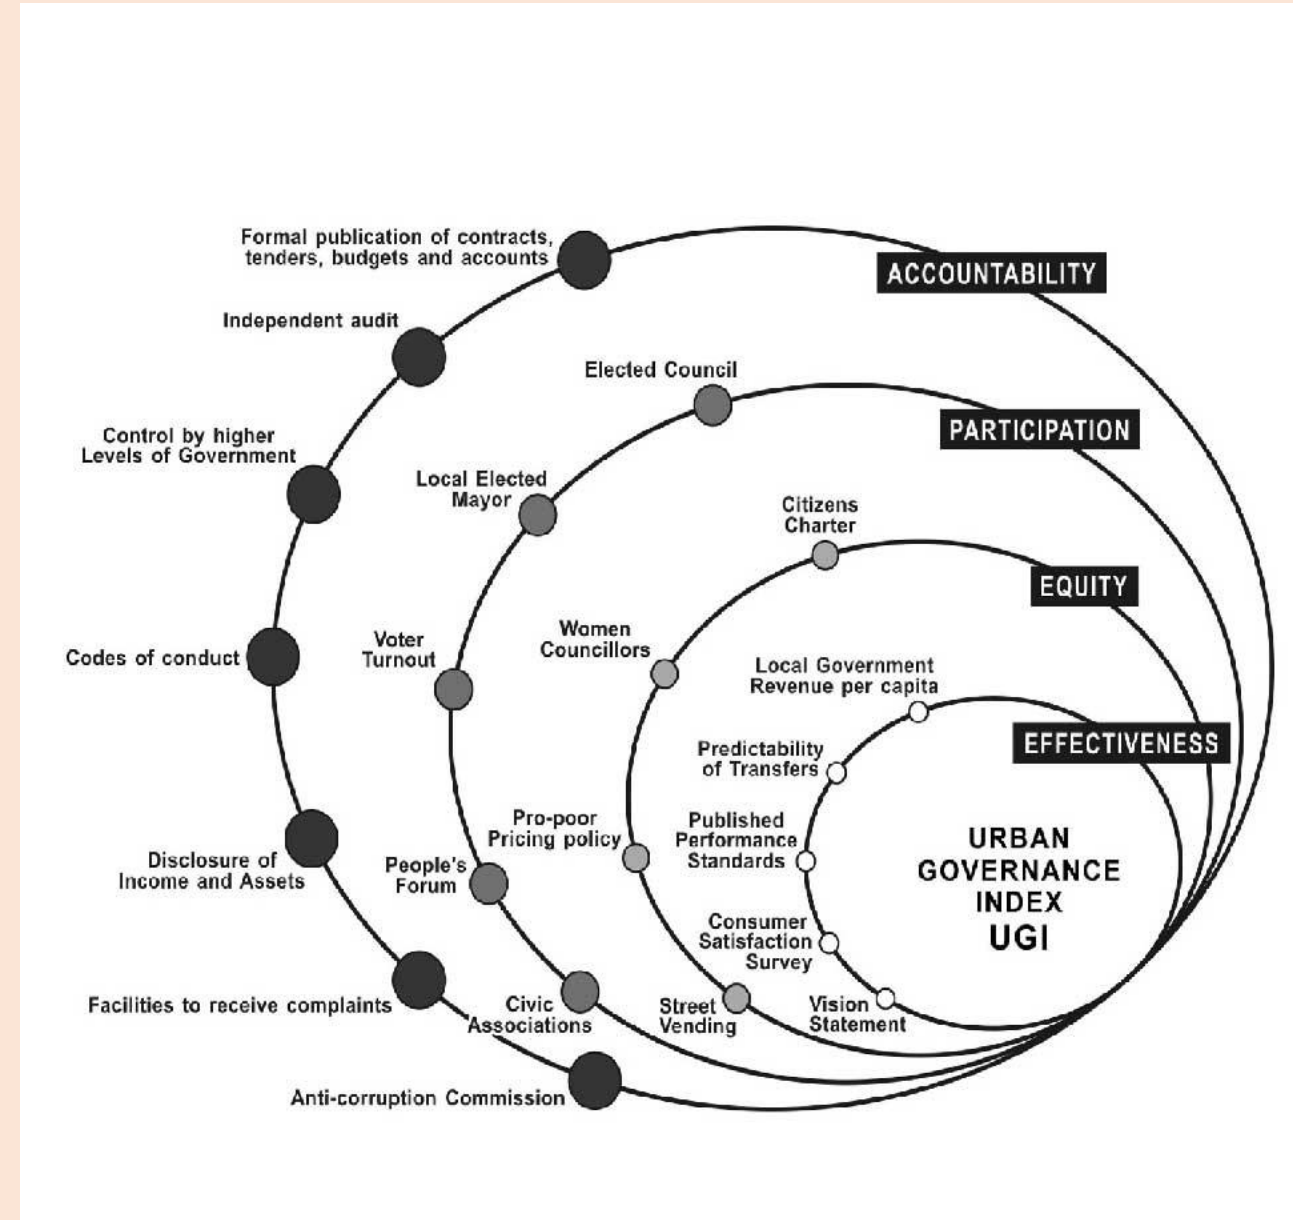 Formal publication of contracts,
tenders, budgets and accounts
ACCOUNTABILITY
Independent audit
Elected Council
PARTICIPATION
Control by higher
Levels of Government
Local Elected
Mayor
Citizens
Charter
EQUITY
Women
Councillors
Voter
Turnout
Codes of conduct
Local Government
Revenue per capita
EFFECTIVENESS
Predictability
of Transfers
Pro-poor
Pricing policy
Published
Performance
Standards
URBAN
GOVERNANCE
INDEX
UGI
Disclosure of
Income and Assets
People's
Forum
Consumer
Satisfaction
Survey
Facilities to receive complaints
Civic
Associations
Street
Vending
Vision
Statement
Anti-corruption Commission